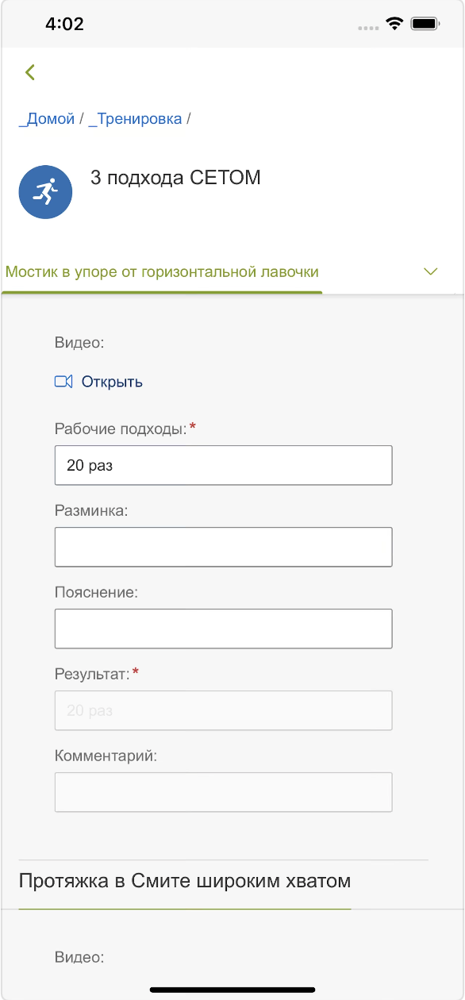 4:02
_Домой / _Тренировка /
3 подхода СЕТОМ
Мостик в упоре от горизонтальной лавочки
Видео:
Открыть
Рабочие подходы:*
20 раз
Разминка:
Пояснение:
Результат:*
20 раз
Комментарий:
Протяжка в Смите широким хватом
Видео: